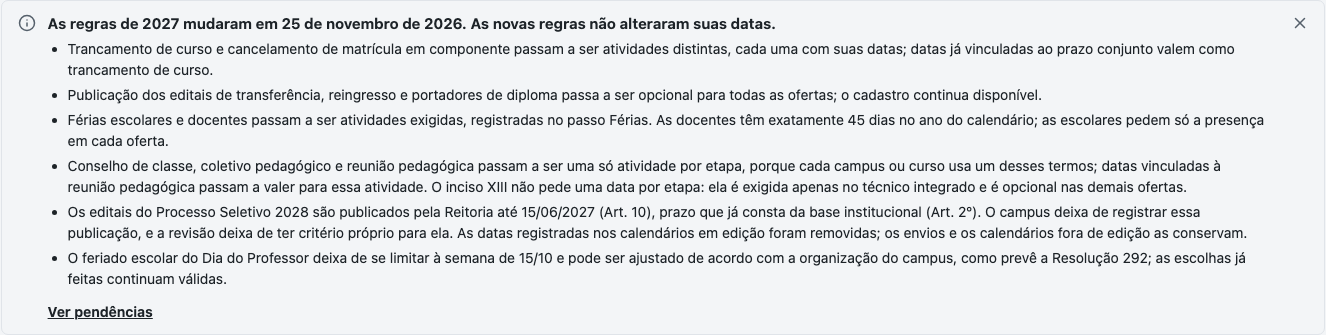 As regras de 2027 mudaram em 25 de novembro de 2026. As novas regras não alteraram suas datas.
• Trancamento de curso e cancelamento de matrícula em componente passam a ser atividades distintas, cada uma com suas datas; datas já vinculadas ao prazo conjunto valem como
trancamento de curso.
• Publicação dos editais de transferência, reingresso e portadores de diploma passa a ser opcional para todas as ofertas; o cadastro continua disponível.
• Férias escolares e docentes passam a ser atividades exigidas, registradas no passo Férias. As docentes têm exatamente 45 dias no ano do calendário; as escolares pedem só a presença
em cada oferta.
• Conselho de classe, coletivo pedagógico e reunião pedagógica passam a ser uma só atividade por etapa, porque cada campus ou curso usa um desses termos; datas vinculadas à
reunião pedagógica passam a valer para essa atividade. O inciso XIII não pede uma data por etapa: ela é exigida apenas no técnico integrado e é opcional nas demais ofertas.
• Os editais do Processo Seletivo 2028 são publicados pela Reitoria até 15/06/2027 (Art. 10), prazo que já consta da base institucional (Art. 2º). O campus deixa de registrar essa
publicação, e a revisão deixa de ter critério próprio para ela. As datas registradas nos calendários em edição foram removidas; os envios e os calendários fora de edição as conservam.
• O feriado escolar do Dia do Professor deixa de se limitar à semana de 15/10 e pode ser ajustado de acordo com a organização do campus, como prevê a Resolução 292; as escolhas já
feitas continuam válidas.
Ver pendências